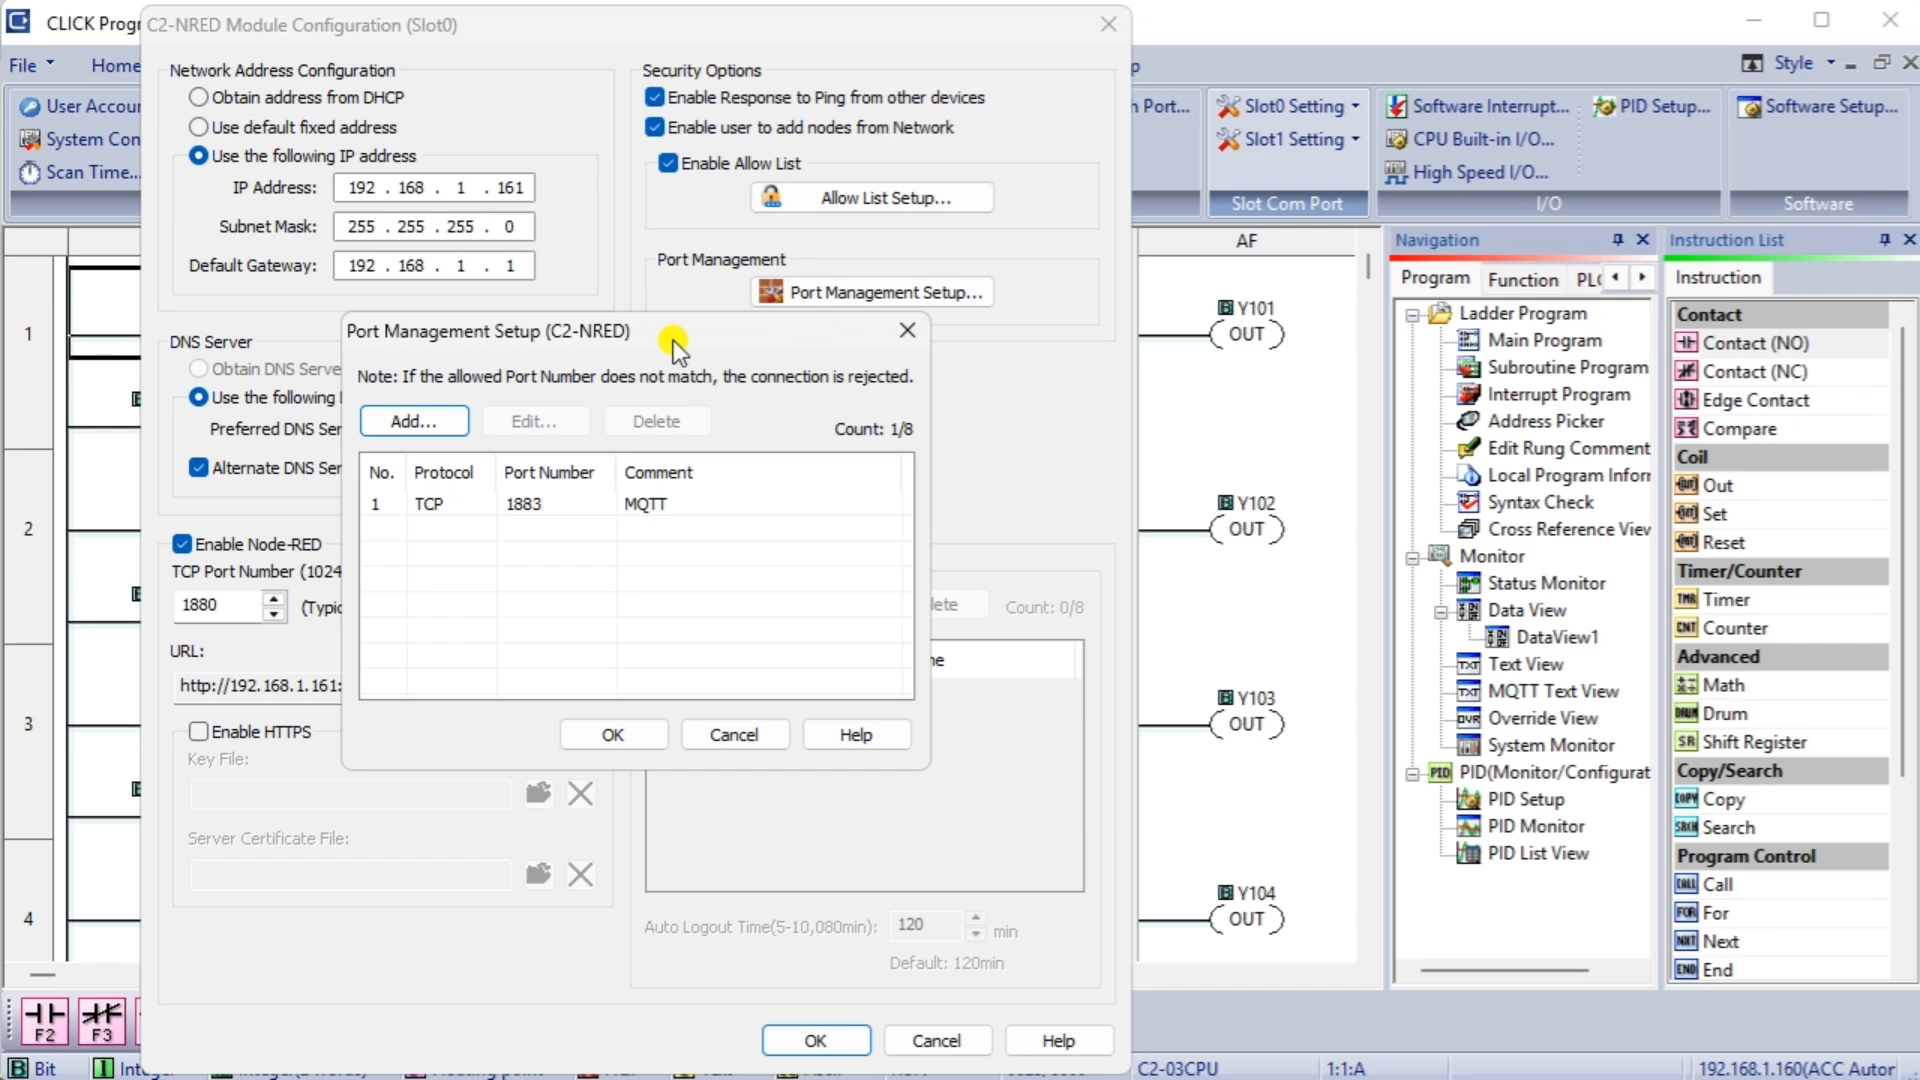 CLICK Progr
C2-NRED Module Configuration (Slot0)
File
Home
p
Style
User Accour
System Con
Scan Time...
n Port...
Slot0 Setting
Slot1 Setting
Slot Com Port
Software Interrupt...
CPU Built-in I/O...
High Speed I/O...
PID Setup...
I/O
Software Setup...
Software
Network Address Configuration
Obtain address from DHCP
Use default fixed address
Use the following IP address
IP Address: 192 . 168 . 1 . 161
Subnet Mask: 255 . 255 . 255 . 0
Default Gateway: 192 . 168 . 1 . 1
Security Options
Enable Response to Ping from other devices
Enable user to add nodes from Network
Enable Allow List
Allow List Setup...
Port Management
Port Management Setup...
DNS Server
Obtain DNS Serve
Use the following I
Preferred DNS Ser
Alternate DNS Ser
Port Management Setup (C2-NRED)
Note: If the allowed Port Number does not match, the connection is rejected.
Add...
Edit...
Delete
Count: 1/8
No. Protocol Port Number Comment
1 TCP 1883 MQTT
OK
Cancel
Help
Enable Node-RED
TCP Port Number (1024
1880
(Typic
URL:
http://192.168.1.161:
Enable HTTPS
Key File:
Server Certificate File:
lete
Count: 0/8
ne
Auto Logout Time(5-10,080min): 120 min
Default: 120min
OK
Cancel
Help
1
2
3
4
AF
Y101
OUT
Y102
OUT
Y103
OUT
Y104
OUT
Navigation
Program
Function
PL
Ladder Program
Main Program
Subroutine Program
Interrupt Program
Address Picker
Edit Rung Comment
Local Program Inforr
Syntax Check
Cross Reference Viev
Monitor
Status Monitor
Data View
DataView1
Text View
MQTT Text View
Override View
System Monitor
PID(Monitor/Configurat
PID Setup
PID Monitor
PID List View
Instruction List
Instruction
Contact
Contact (NO)
Contact (NC)
Edge Contact
Compare
Coil
Out
Set
Reset
Timer/Counter
Timer
Counter
Advanced
Math
Drum
Shift Register
Copy/Search
Copy
Search
Program Control
Call
For
Next
End
F2
F3
Bit
C2-03CPU
1:1:A
192.168.1.160(ACC Autor